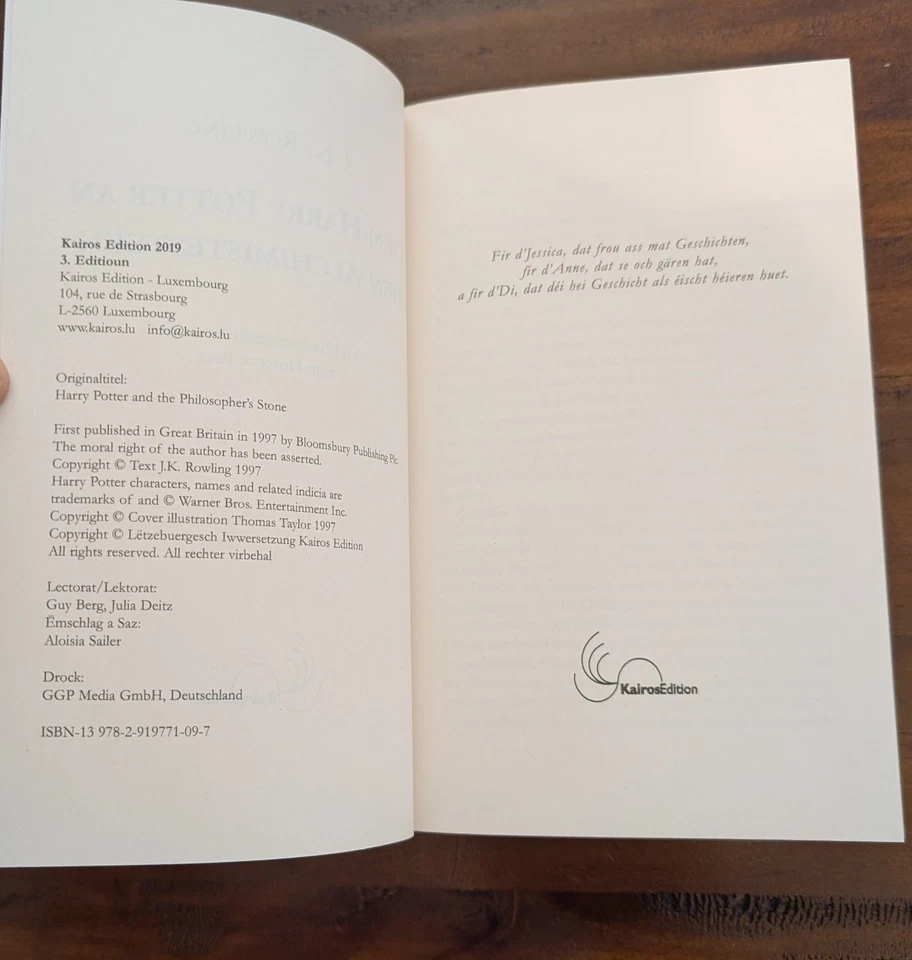 Kairos Edition 2019
3. Editioun
Kairos Edition - Luxembourg
104, rue de Strasbourg
L-2560 Luxembourg
www.kairos.lu info@kairos.lu
Originaltitel:
Harry Potter and the Philosopher's Stone
First published in Great Britain in 1997 by Bloomsbury Publishing Plc.
The moral right of the author has been asserted.
Copyright © Text J.K. Rowling 1997
Harry Potter characters, names and related indicia are
trademarks of and © Warner Bros. Entertainment Inc.
Copyright © Cover illustration Thomas Taylor 1997
Copyright © Lëtzebuergesch Iwwersetzung Kairos Edition
All rights reserved. All rechter virbehal
Lectorat/Lektorat:
Guy Berg, Julia Deitz
Ëmschlag a Saz:
Aloisia Sailer
Drock:
GGP Media GmbH, Deutschland
ISBN-13 978-2-919771-09-7
Fir d'Jessica, dat frou ass mat Geschichten,
fir d'Anne, dat se och gären hat,
a fir d'Di, dat déi hei Geschicht als éischt héieren huet.
KairosEdition